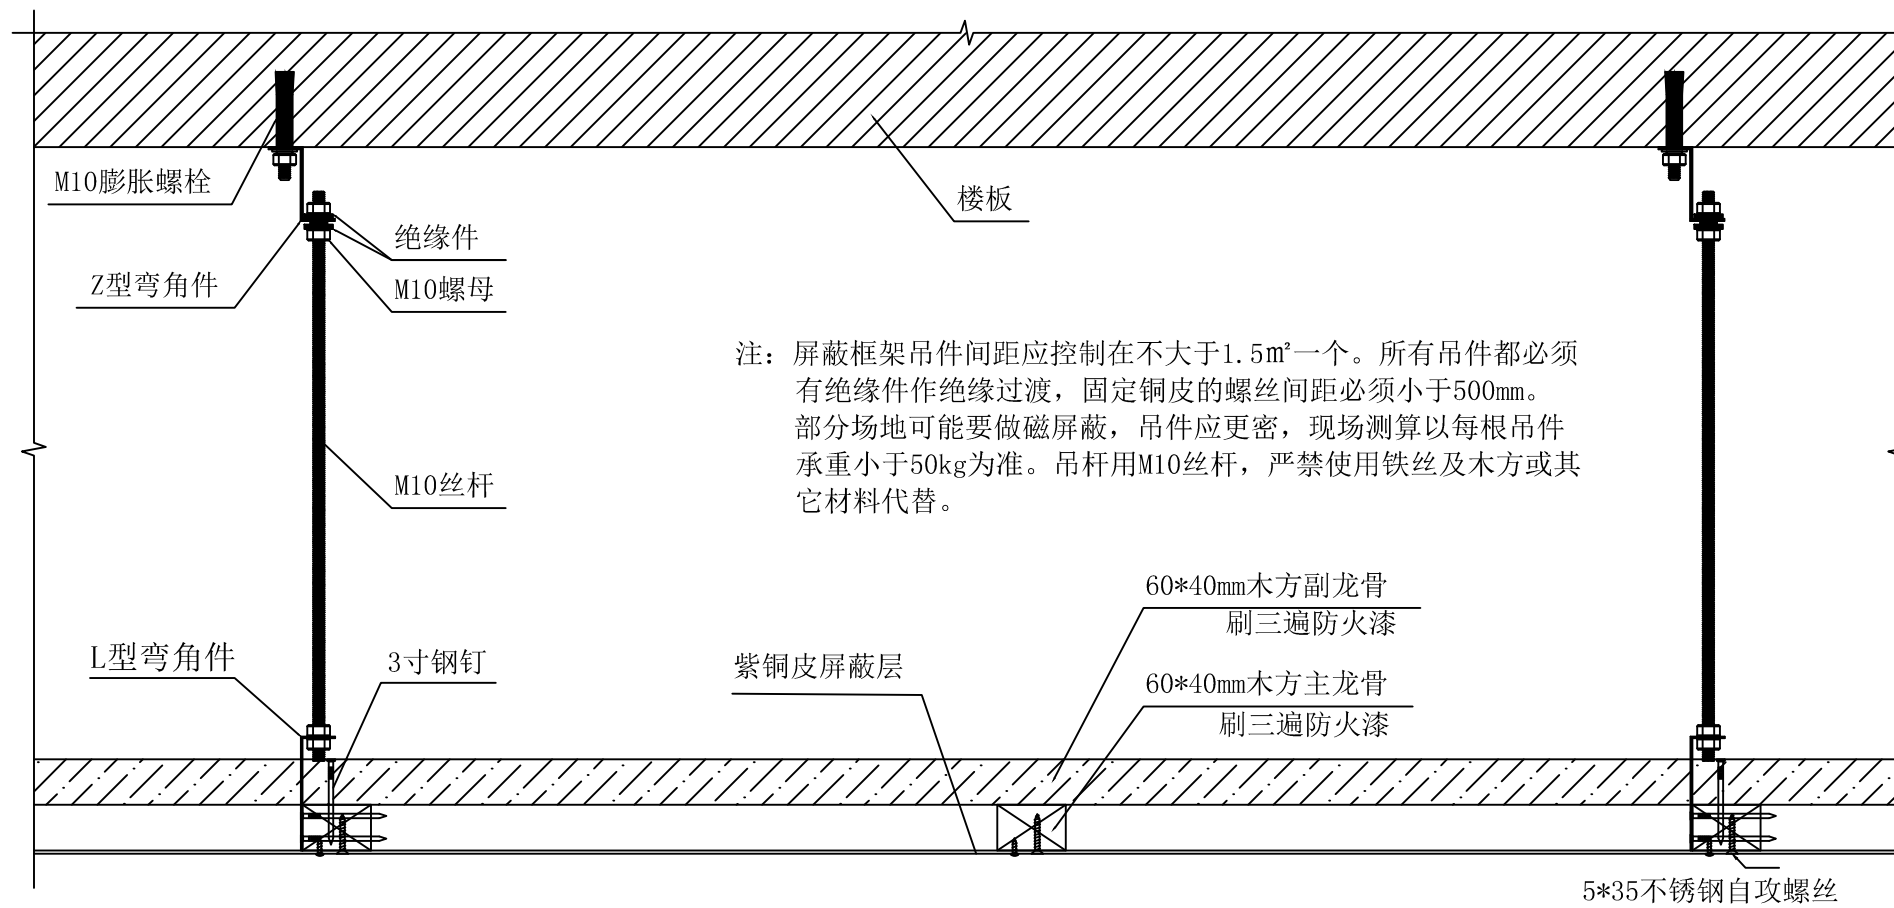 M10膨胀螺栓
楼板
绝缘件
Z型弯角件
M10螺母
注：屏蔽框架吊件间距应控制在不大于1.5㎡一个。所有吊件都必须
有绝缘件作绝缘过渡，固定铜皮的螺丝间距必须小于500mm。
部分场地可能要做磁屏蔽，吊件应更密，现场测算以每根吊件
承重小于50kg为准。吊杆用M10丝杆，严禁使用铁丝及木方或其
它材料代替。
M10丝杆
60*40mm木方副龙骨
刷三遍防火漆
L型弯角件
3寸钢钉
紫铜皮屏蔽层
60*40mm木方主龙骨
刷三遍防火漆
5*35不锈钢自攻螺丝